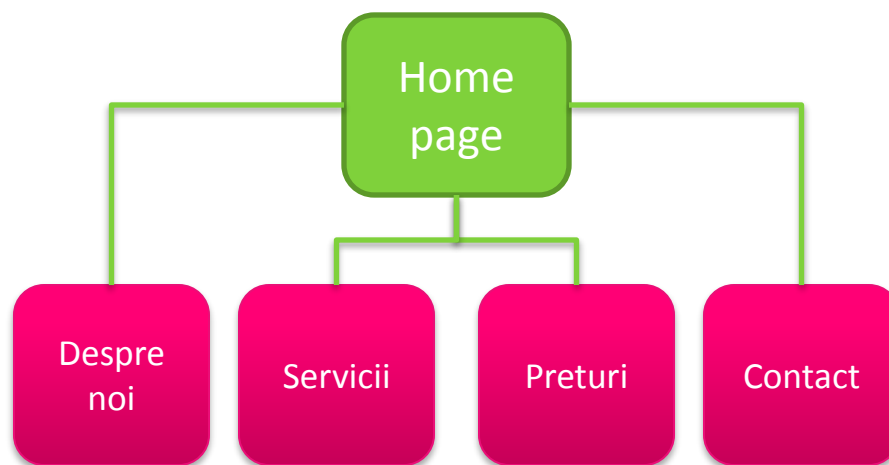 Home
page
Despre
noi
Servicii
Preturi
Contact